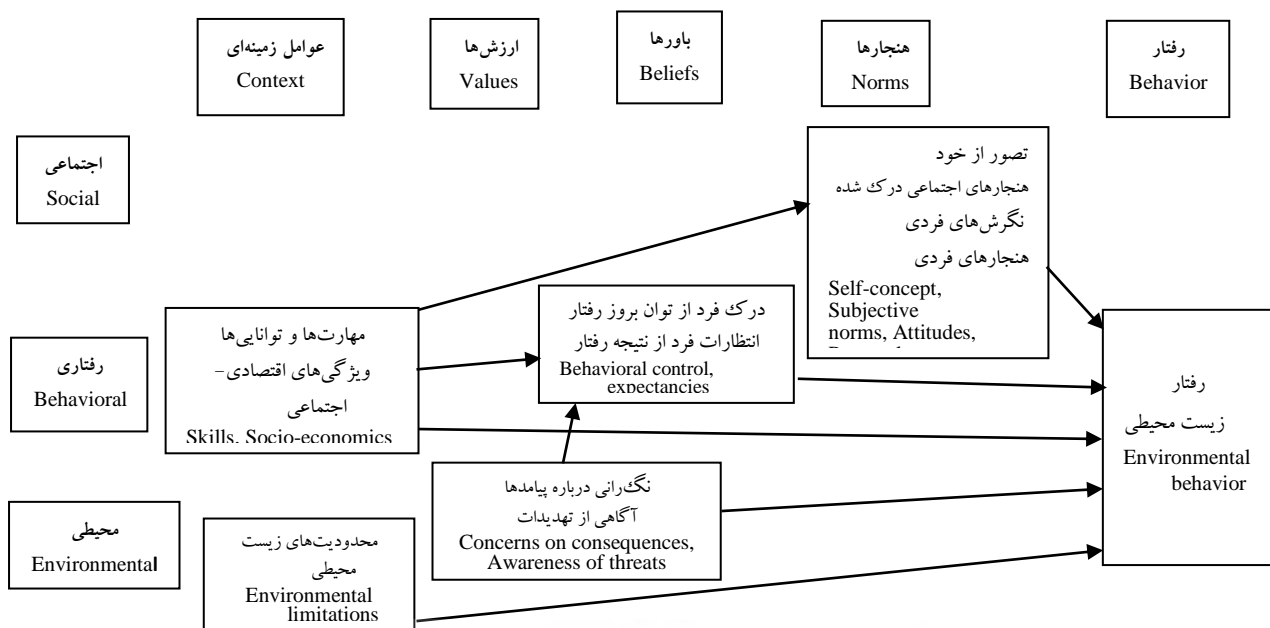 عوامل زمینه‌ای
Context
ارزش‌ها
Values
باورها
Beliefs
هنجارها
Norms
رفتار
Behavior
اجتماعی
Social
تصور از خود
هنجارهای اجتماعی درک شده
نگرش‌های فردی
هنجارهای فردی
Self-concept,
Subjective
norms, Attitudes,
رفتاری
Behavioral
مهارت‌ها و توانایی‌ها
ویژگی‌های اقتصادی–
اجتماعی
Skills, Socio-economics
درک فرد از توان بروز رفتار
انتظارات فرد از نتیجه رفتار
Behavioral control,
expectancies
رفتار
زیست محیطی
Environmental
behavior
محیطی
Environmental
نگرانی درباره پیامدها
آگاهی از تهدیدات
Concerns on consequences,
Awareness of threats
محدودیت‌های زیست
محیطی
Environmental
limitations